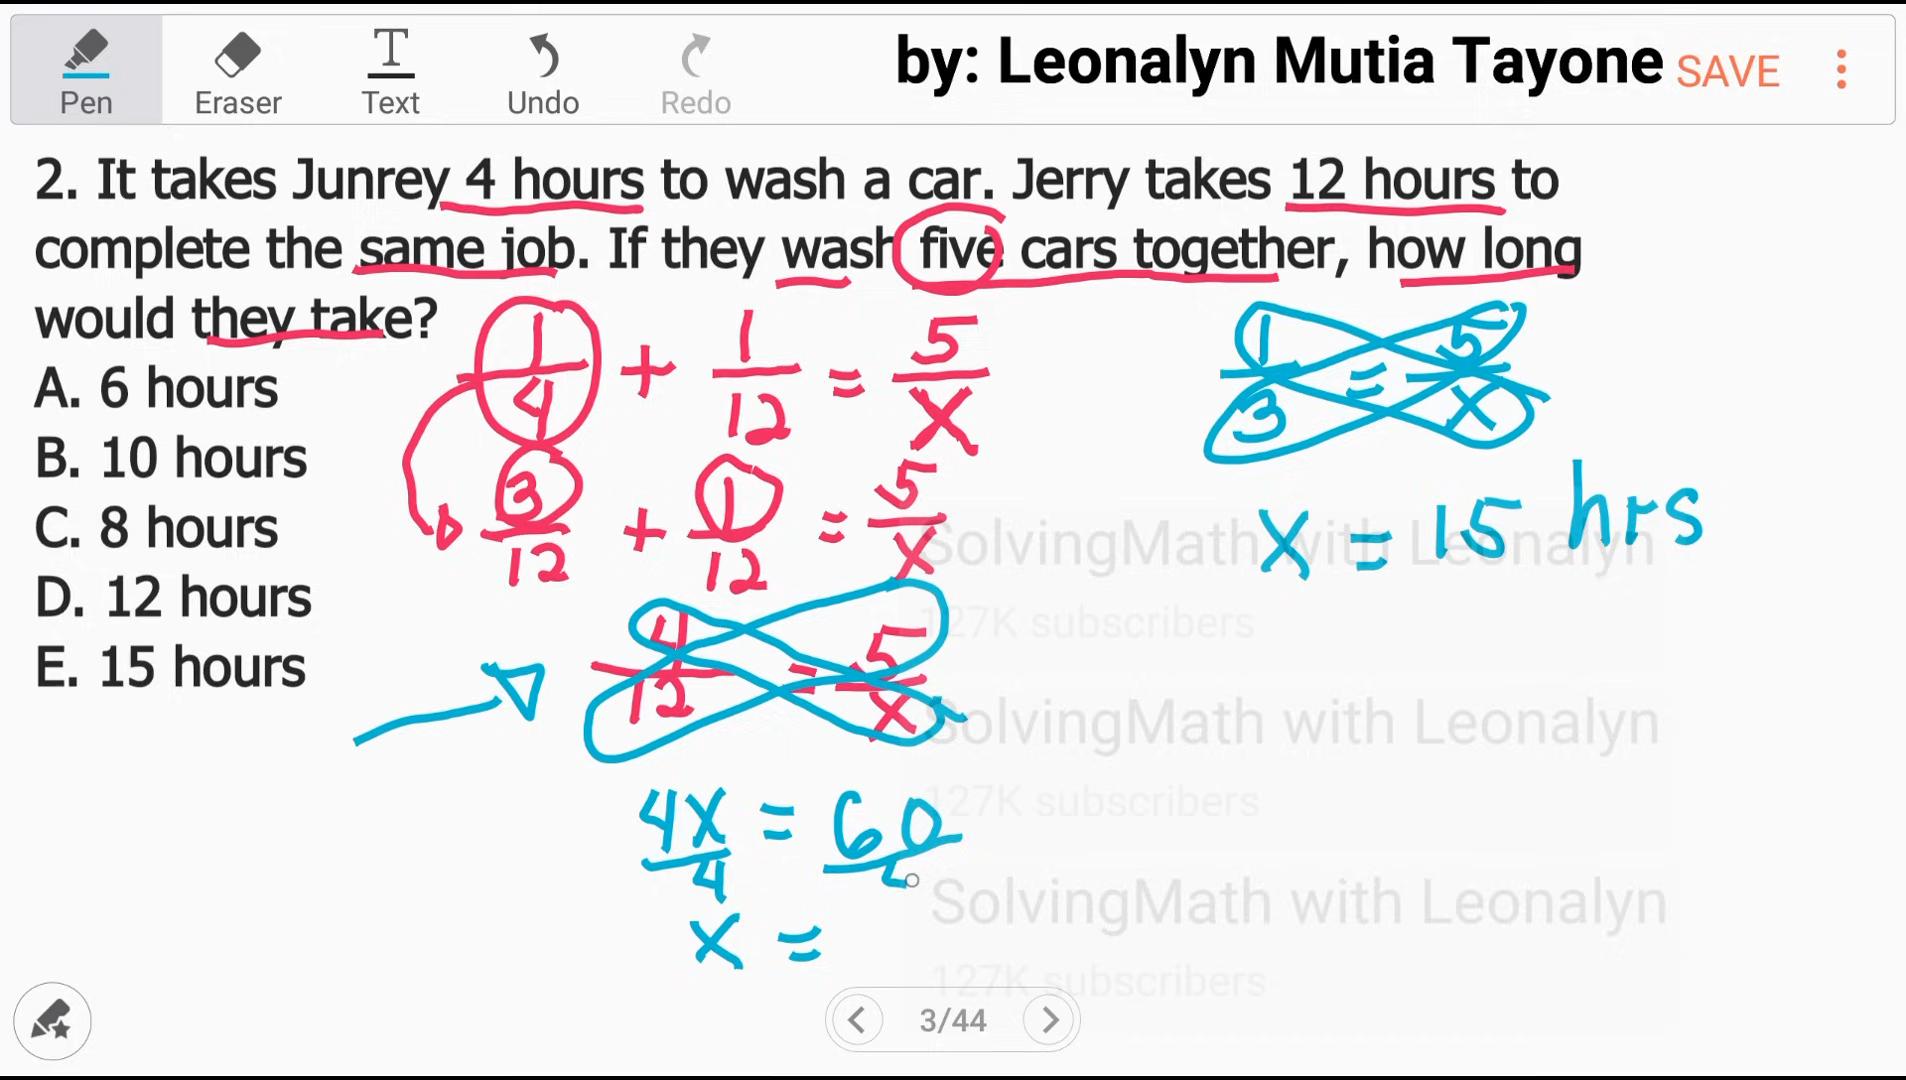 Pen Eraser Text Undo Redo by: Leonalyn Mutia Tayone SAVE
2. It takes Junrey 4 hours to wash a car. Jerry takes 12 hours to
complete the same job. If they wash five cars together, how long
would they take?
A. 6 hours
B. 10 hours
C. 8 hours
D. 12 hours
E. 15 hours
1/4 + 1/12 = 5/X
3/12 + 1/12 = 5/X
4/12 = 5/X
4X/4 = 60/
X =
1/3 = 5/X
X = 15 hrs
SolvingMath with Leonalyn
127K subscribers
SolvingMath with Leonalyn
127K subscribers
SolvingMath with Leonalyn
127K subscribers
3/44